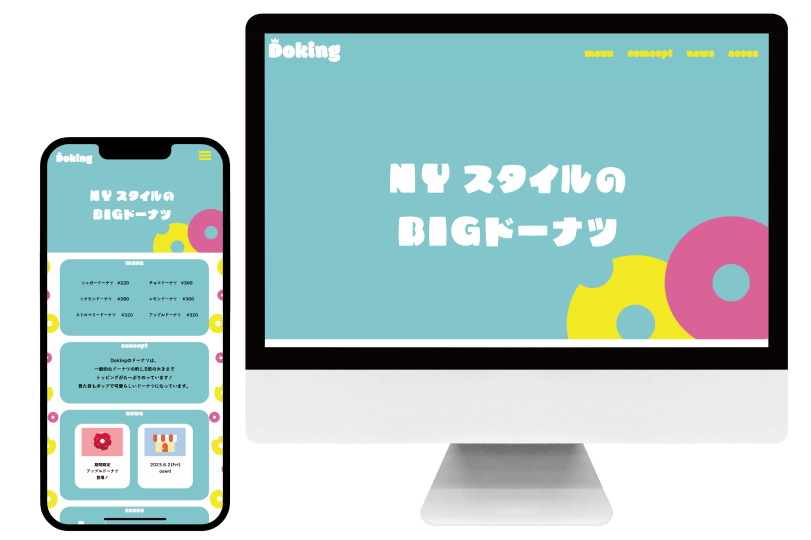 Doking
menu concept news acces
NY スタイルの
BIGドーナツ
Doking
NY スタイルの
BIGドーナツ
menu
シュガードーナツ ¥220 チョコドーナツ ¥300
シナモンドーナツ ¥280 レモンドーナツ ¥300
ストロベリードーナツ ¥320 アップルドーナツ ¥320
concept
Dokingのドーナツは、
一般的なドーナツの約1.5倍の大きさで
トッピングがたーぷりのっています!
見た目もポップで可愛らしいドーナツになっています。
news
期間限定
アップルドーナツ
登場!
2023.6.2(Fri)
open!
acces